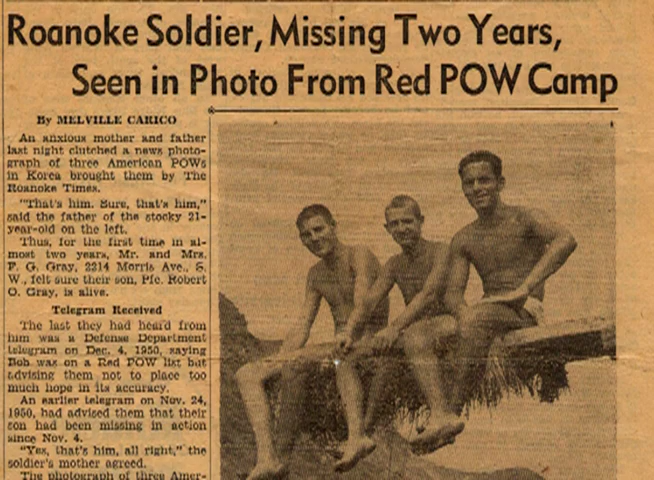 Roanoke Soldier, Missing Two Years,
Seen in Photo From Red POW Camp
By MELVILLE CARICO
An anxious mother and father
last night clutched a news photo-
graph of three American POWs
in Korea brought them by The
Roanoke Times.
"That's him. Sure, that's him,"
said the father of the stocky 21-
year-old on the left.
Thus, for the first time in al-
most two years, Mr. and Mrs.
F. G. Gray, 2214 Morris Ave., S.
W., felt sure their son, Pfc. Robert
O. Gray, is alive.
Telegram Received
The last they had heard from
him was a Defense Department
telegram on Dec. 4, 1950, saying
Bob was on a Red POW list but
advising them not to place too
much hope in its accuracy.
An earlier telegram on Nov. 24,
1950, had advised them that their
son had been missing in action
since Nov. 4.
"Yes, that's him, all right," the
soldier's mother agreed.
The photograph of three Amer-